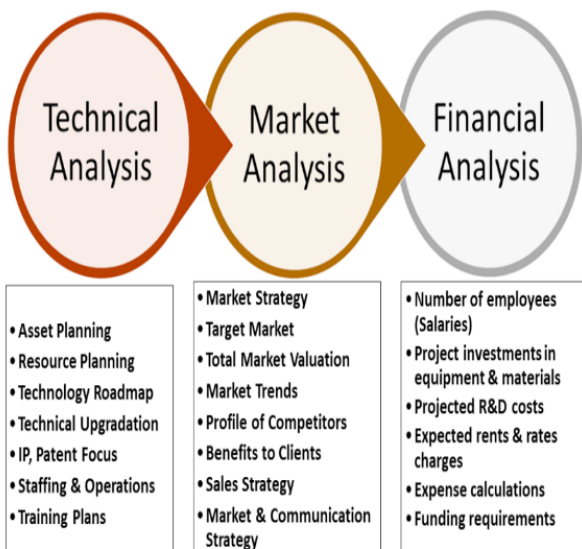 Technical
Analysis
Market
Analysis
Financial
Analysis
• Asset Planning
• Resource Planning
• Technology Roadmap
• Technical Upgradation
• IP, Patent Focus
• Staffing & Operations
• Training Plans
• Market Strategy
• Target Market
• Total Market Valuation
• Market Trends
• Profile of Competitors
• Benefits to Clients
• Sales Strategy
• Market & Communication
Strategy
• Number of employees
(Salaries)
• Project investments in
equipment & materials
• Projected R&D costs
• Expected rents & rates
charges
• Expense calculations
• Funding requirements